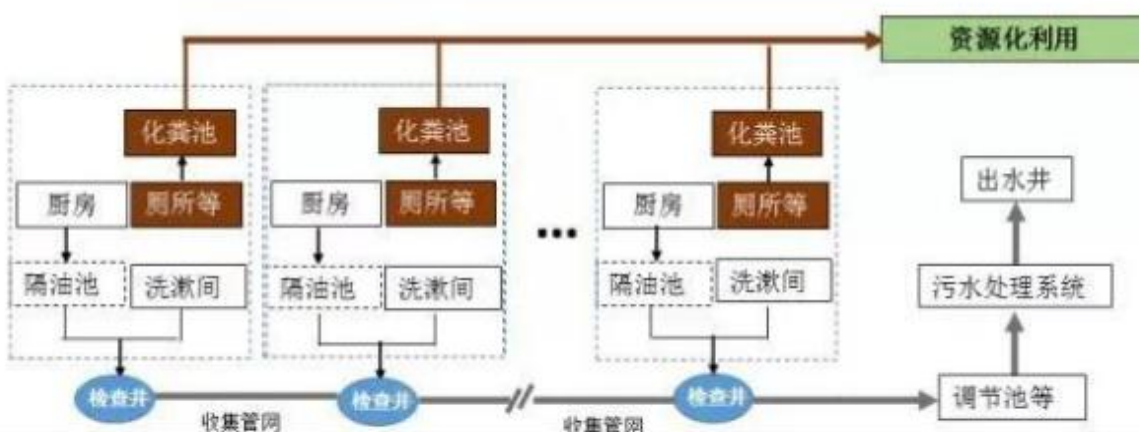 资源化利用
化粪池
化粪池
化粪池
厨房
厕所等
厨房
厕所等
厨房
厕所等
出水井
...
隔油池
洗漱间
隔油池
洗漱间
隔油池
洗漱间
污水处理系统
检查井
检查井
检查井
调节池等
收集管网
收集管网